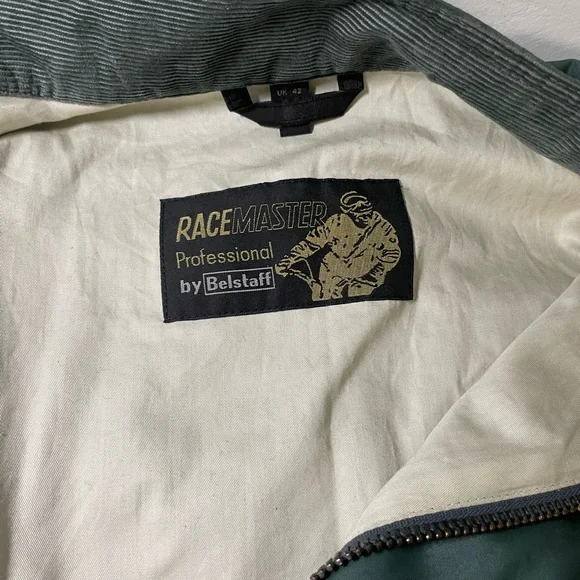 UK 42
RACEMASTER
Professional
by Belstaff